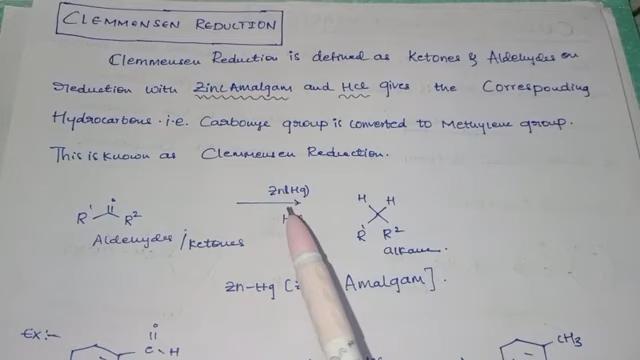 CLEMMENSEN REDUCTION
Clemmensen Reduction is defined as Ketones & Aldehydes on
reduction with Zinc Amalgam and HCl gives the Corresponding
Hydrocarbons. i.e. Carbonyl group is converted to Methylene group.
This is known as Clemmensen Reduction.
Zn(Hg)
R' R²
H H
R' R²
Aldehydes/Ketones
alkane.
Zn-Hg [ Amalgam].
Ex:-
C-H
CH₃